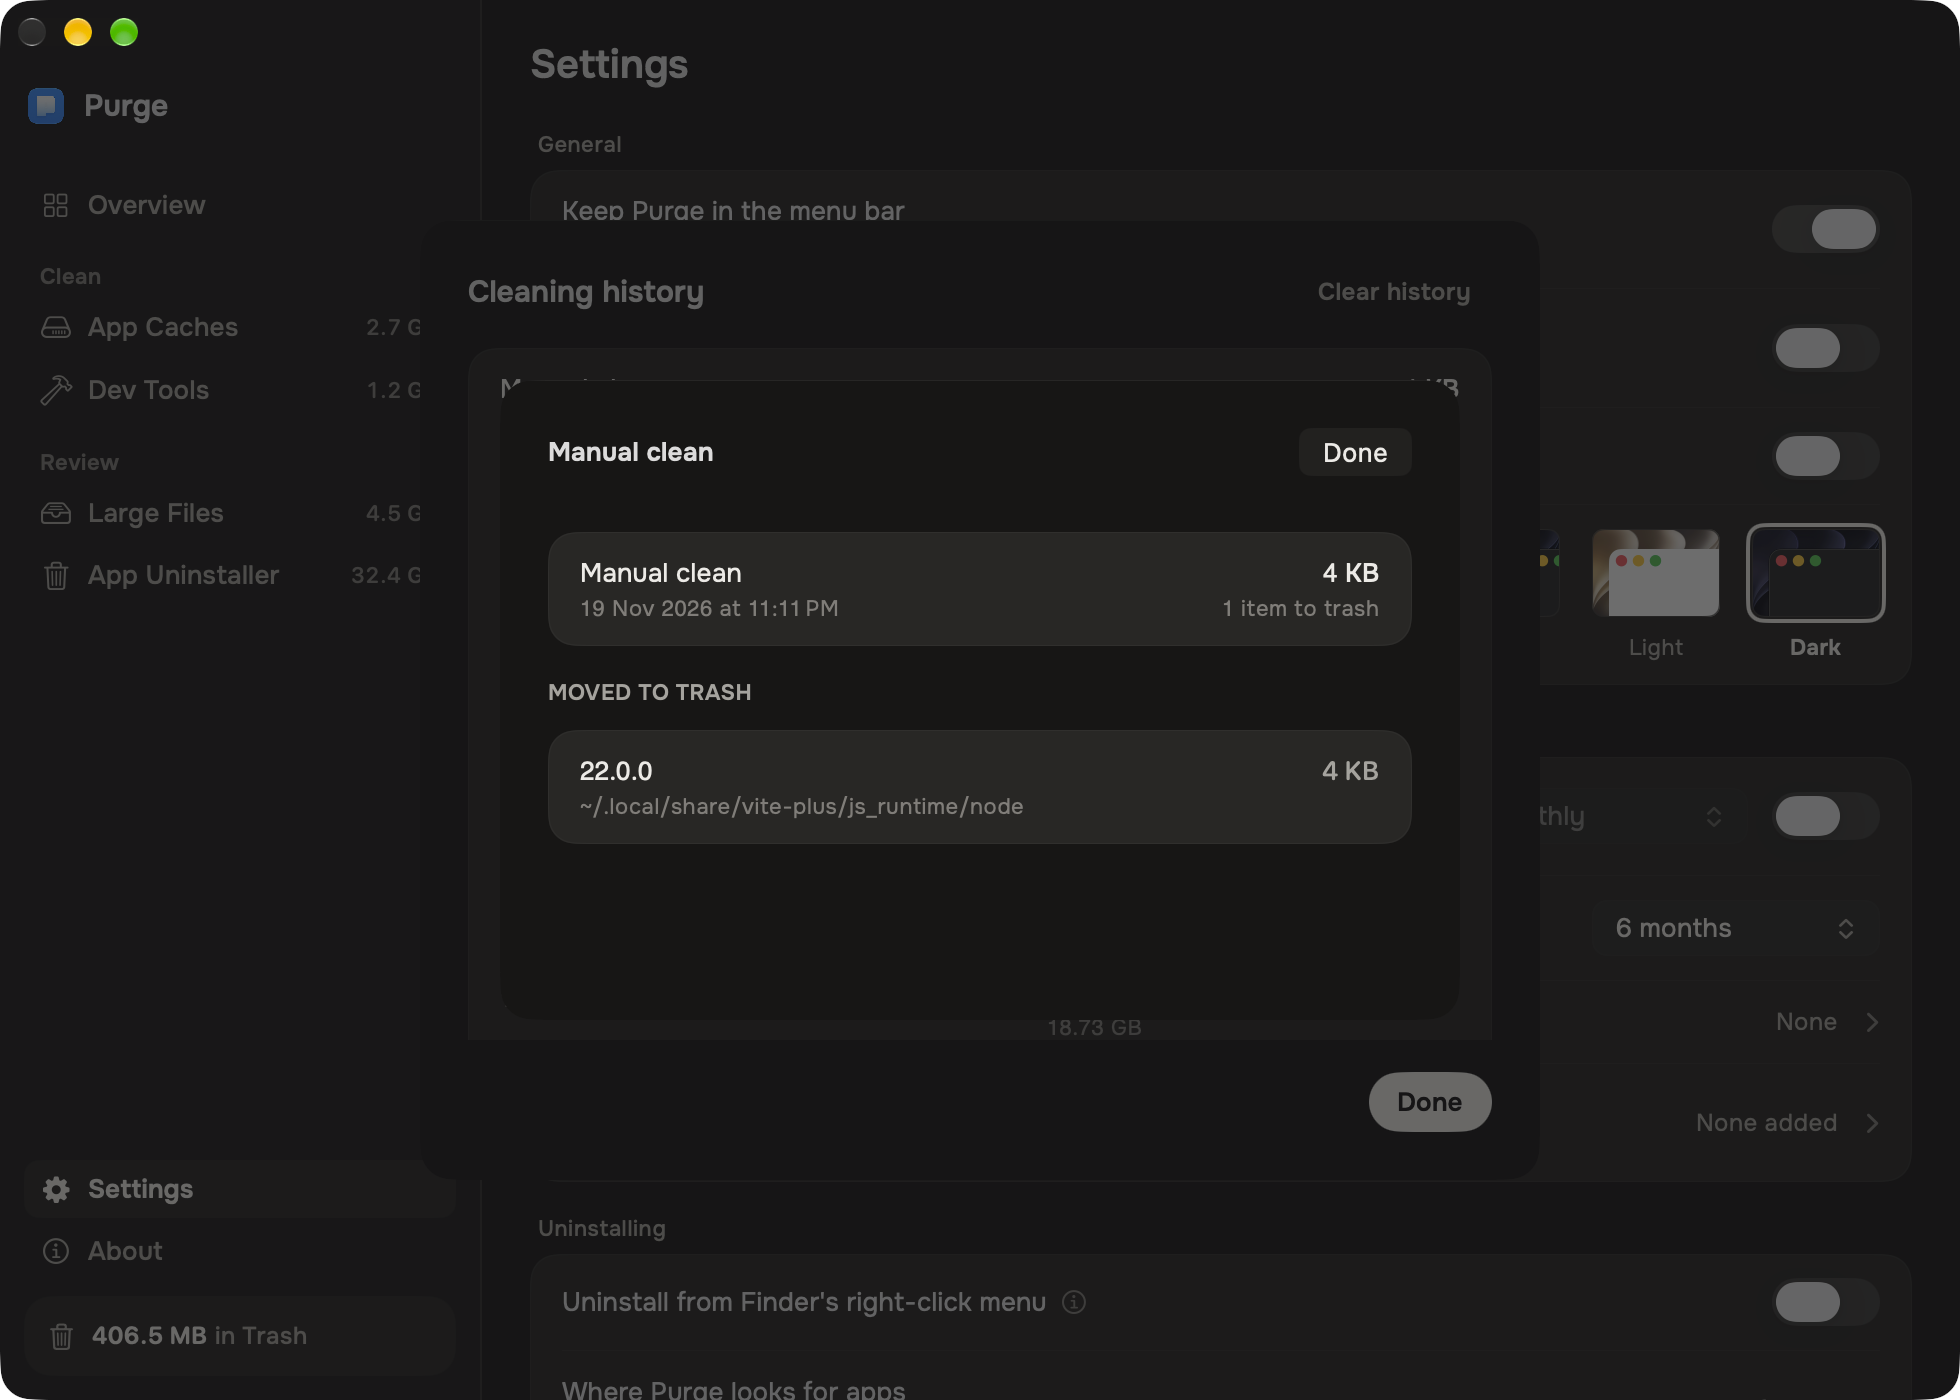 Purge
Overview
Clean
App Caches 2.7 G
Dev Tools 1.2 G
Review
Large Files 4.5 G
App Uninstaller 32.4 G
Settings
About
406.5 MB in Trash
Settings
General
Keep Purge in the menu bar
Light
Dark
thly
6 months
None
None added
Uninstalling
Uninstall from Finder's right-click menu
Where Purge looks for apps
Cleaning history
Clear history
KB
18.73 GB
Done
Manual clean
Done
Manual clean 4 KB
19 Nov 2026 at 11:11 PM 1 item to trash
MOVED TO TRASH
22.0.0 4 KB
~/.local/share/vite-plus/js_runtime/node